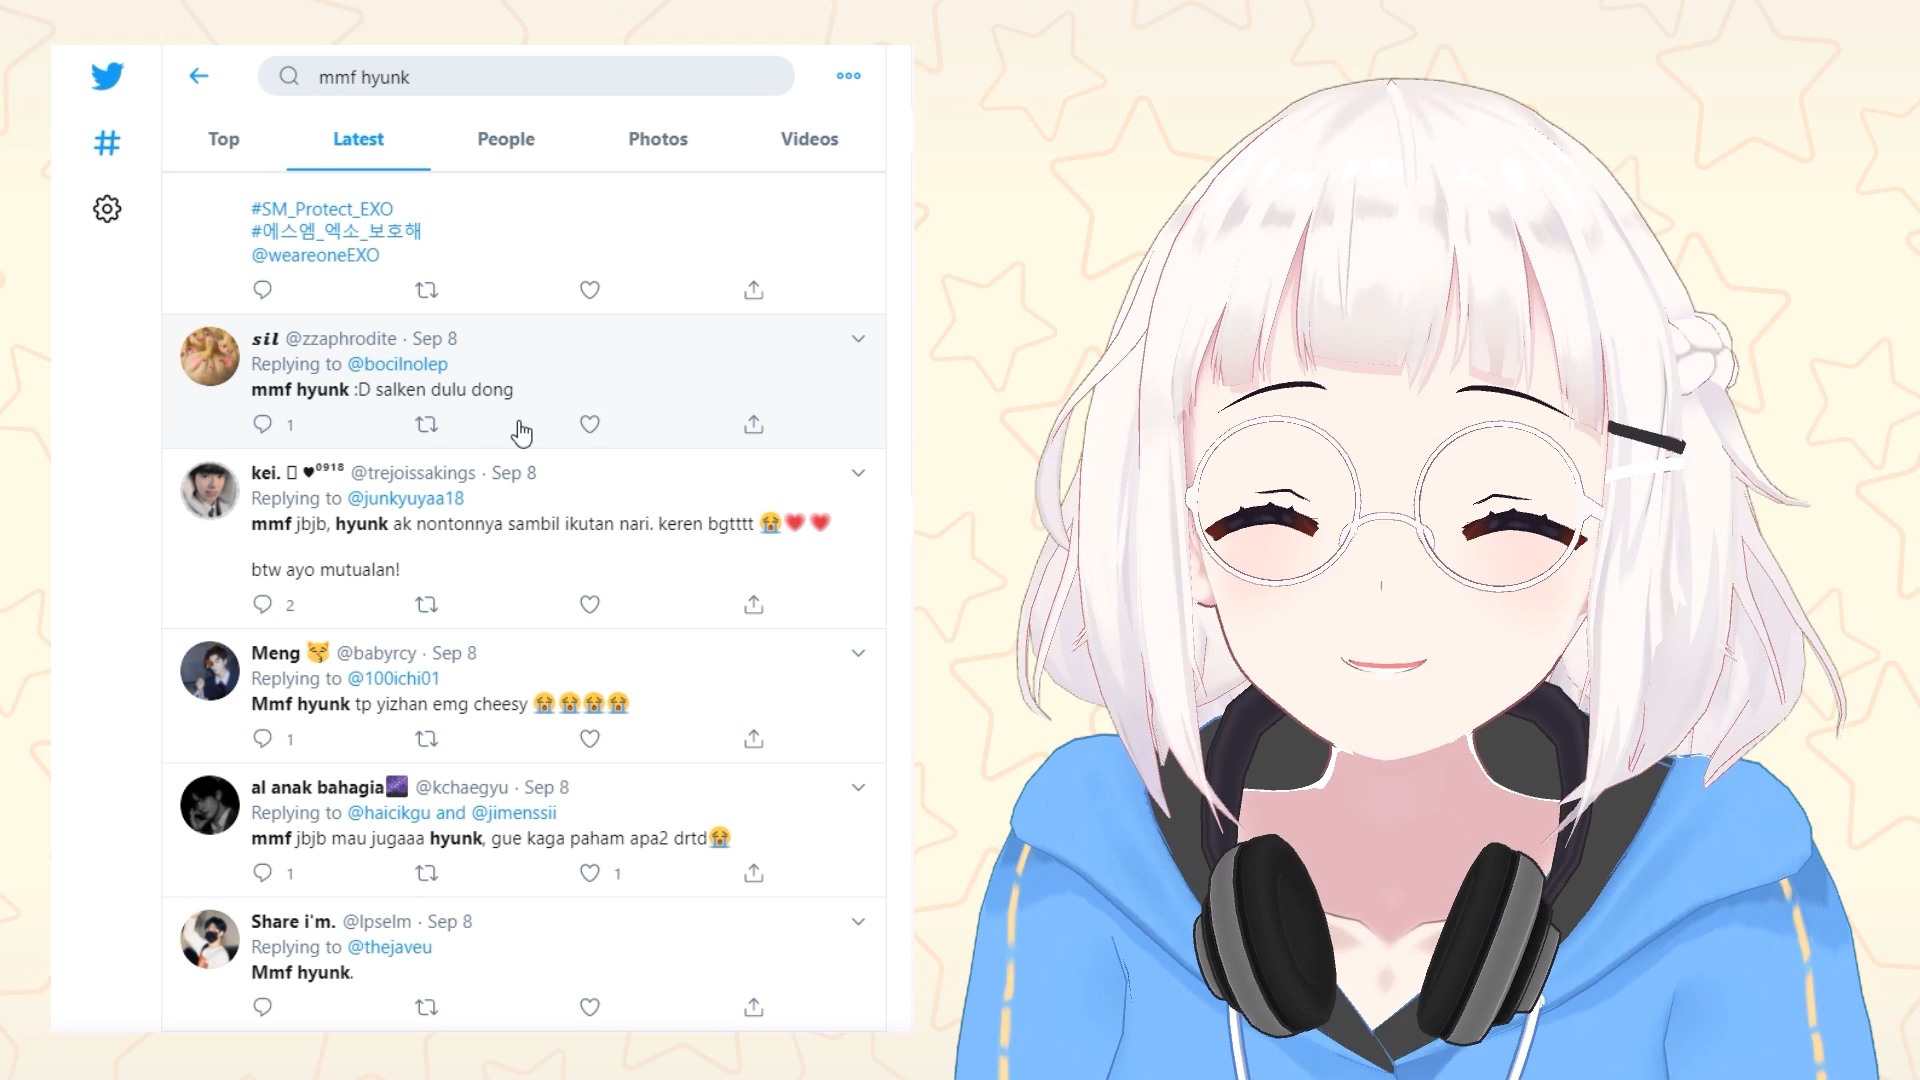 mmf hyunk
Top Latest People Photos Videos
#SM_Protect_EXO
#에스엠_엑소_보호해
@weareoneEXO
sil @zzaphrodite · Sep 8
Replying to @bocilnolep
mmf hyunk :D salken dulu dong
1
kei. ▯ ♥⁰⁹¹⁸ @trejoissakings · Sep 8
Replying to @junkyuyaa18
mmf jbjb, hyunk ak nontonnya sambil ikutan nari. keren bgtttt 😭💗💗
btw ayo mutualan!
2
Meng 😽 @babyrcy · Sep 8
Replying to @100ichi01
Mmf hyunk tp yizhan emg cheesy 😭😭😭😭
1
al anak bahagia🌌 @kchaegyu · Sep 8
Replying to @haicikgu and @jimenssii
mmf jbjb mau jugaaa hyunk, gue kaga paham apa2 drtd😭
1 1
Share i'm. @lpselm · Sep 8
Replying to @thejaveu
Mmf hyunk.